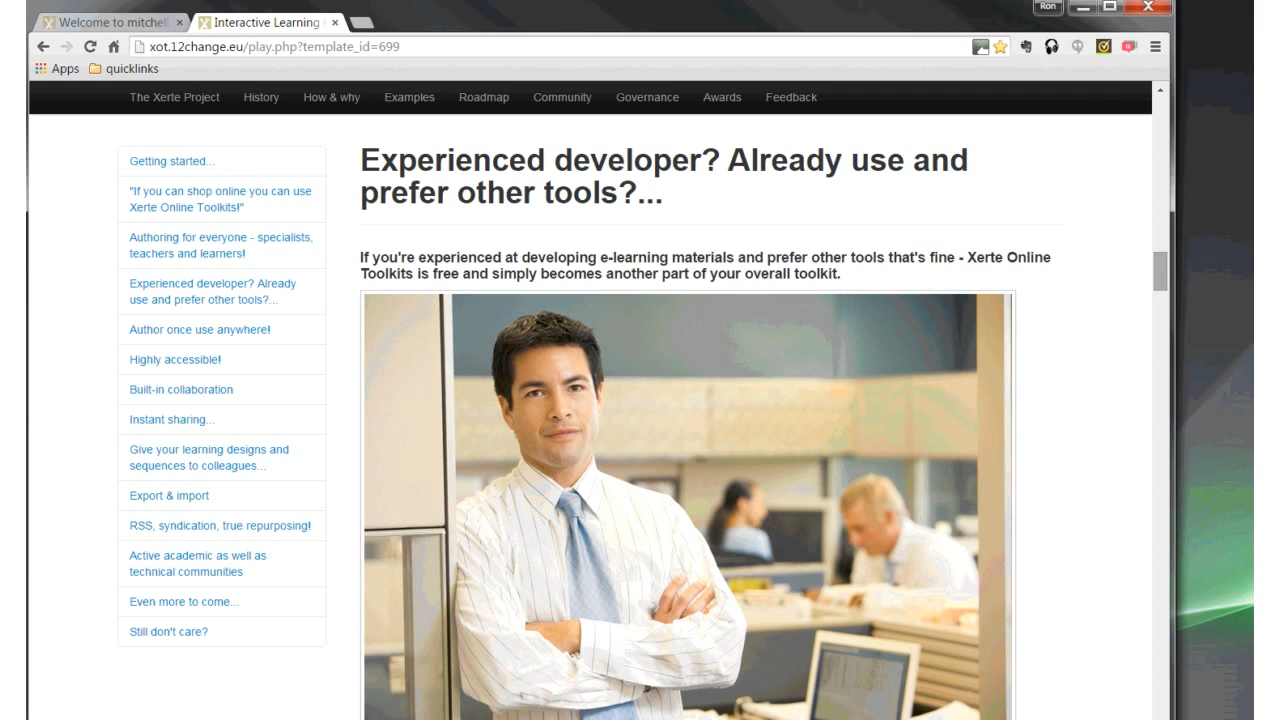 Ron
Welcome to mitchell
Interactive Learning
xot.12change.eu/play.php?template_id=699
Apps
quicklinks
The Xerte Project
History
How & why
Examples
Roadmap
Community
Governance
Awards
Feedback
Getting started...
"If you can shop online you can use
Xerte Online Toolkits!"
Authoring for everyone - specialists,
teachers and learners!
Experienced developer? Already
use and prefer other tools?...
Author once use anywhere!
Highly accessible!
Built-in collaboration
Instant sharing...
Give your learning designs and
sequences to colleagues...
Export & import
RSS, syndication, true repurposing!
Active academic as well as
technical communities
Even more to come...
Still don't care?
Experienced developer? Already use and
prefer other tools?...
If you're experienced at developing e-learning materials and prefer other tools that's fine - Xerte Online
Toolkits is free and simply becomes another part of your overall toolkit.